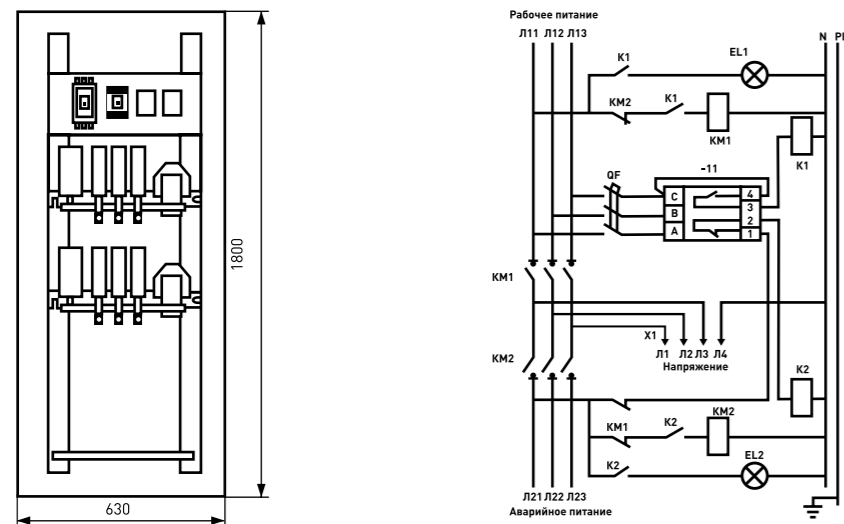 1800
630
Рабочее питание
Л11 Л12 Л13
N PE
K1
EL1
KM2
K1
KM1
K1
QF
-11
C
B
A
4
3
2
1
KM1
X1
Л1 Л2 Л3 Л4
Напряжение
KM2
K2
KM1
K2
KM2
K2
EL2
Л21 Л22 Л23
Аварийное питание